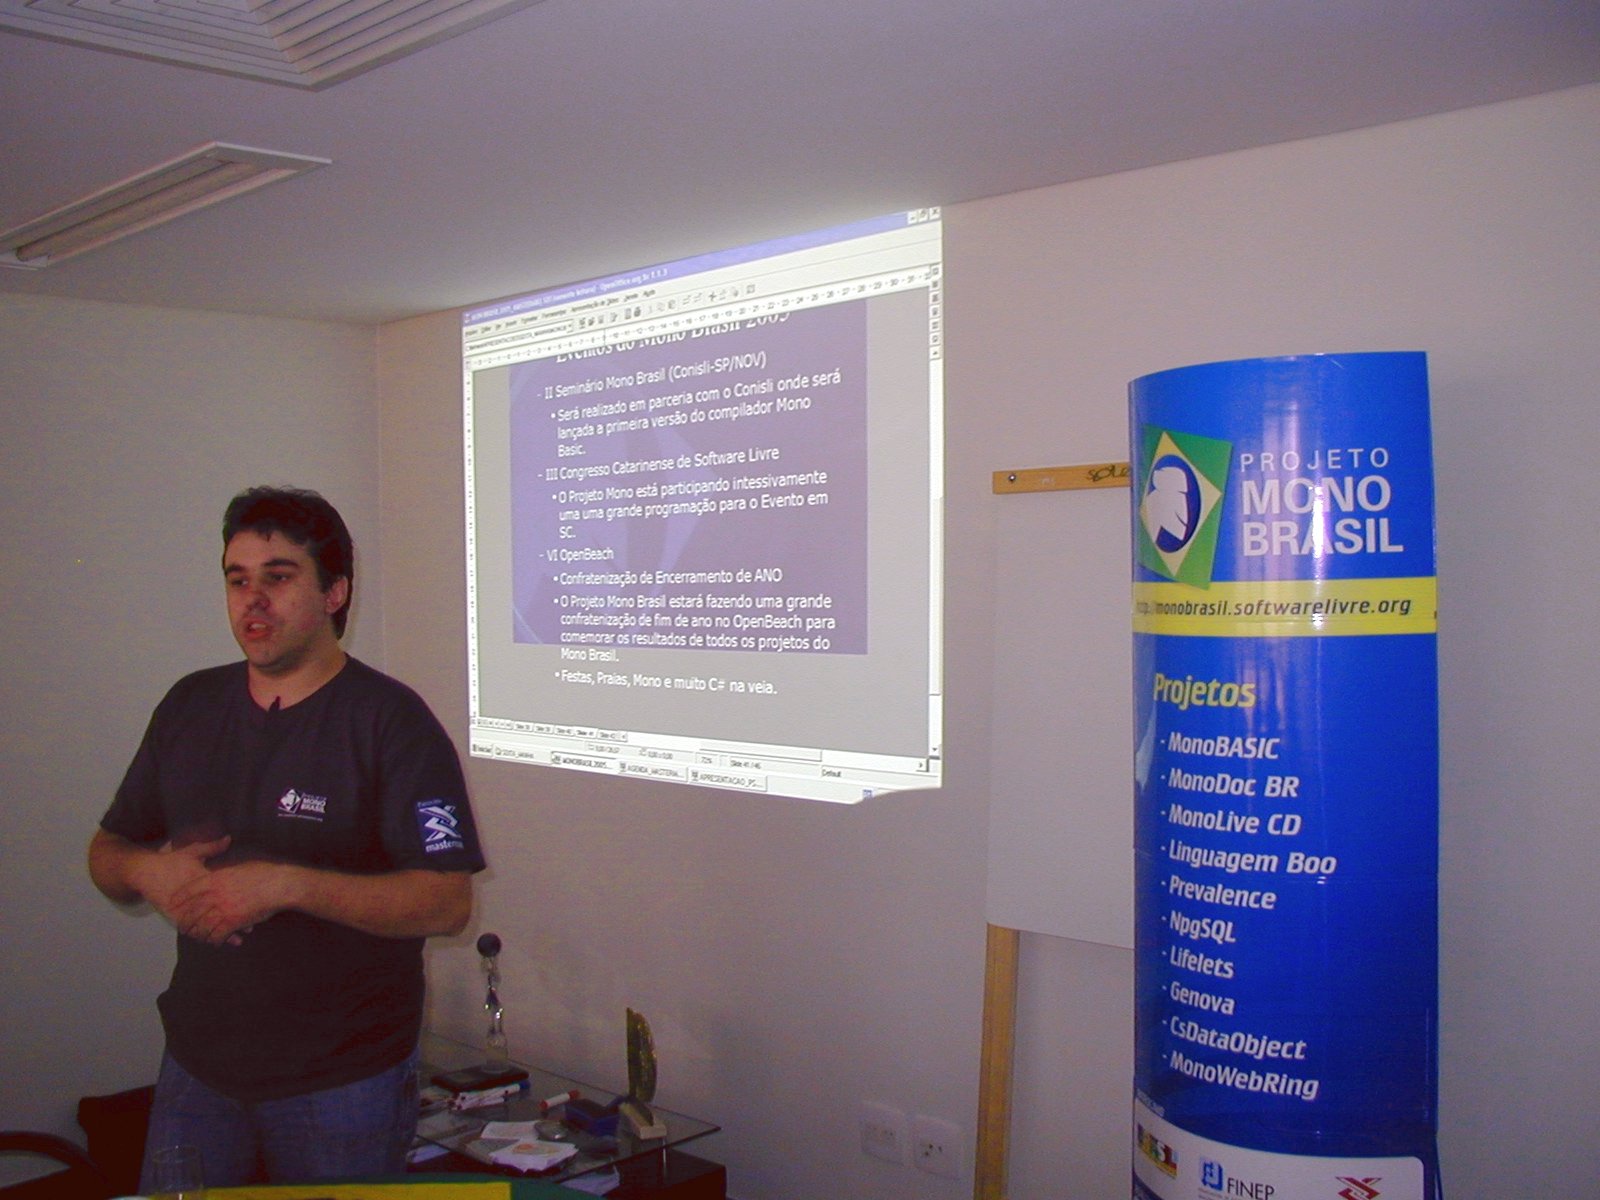 Eventos do Mono Brasil 2005
- II Seminário Mono Brasil (Conisli-SP/NOV)
• Será realizado em parceria com o Conisli onde será
lançada a primeira versão do compilador Mono
Basic.
- III Congresso Catarinense de Software Livre
• O Projeto Mono está participando intessivamente
uma uma grande programação para o Evento em
SC.
- VI OpenBeach
• Confratenização de Encerramento de ANO
• O Projeto Mono Brasil estará fazendo uma grande
confratenização de fim de ano no OpenBeach para
comemorar os resultados de todos os projetos do
Mono Brasil.
• Festas, Praias, Mono e muito C# na veia.
Default
MONO
BRASIL
PROJETO
MONO
BRASIL
http://monobrasil.softwarelivre.org
Projetos
- MonoBASIC
- MonoDoc BR
- MonoLive CD
- Linguagem Boo
- Prevalence
- NpgSQL
- Lifelets
- Genova
- CsDataObject
- MonoWebRing
FINEP